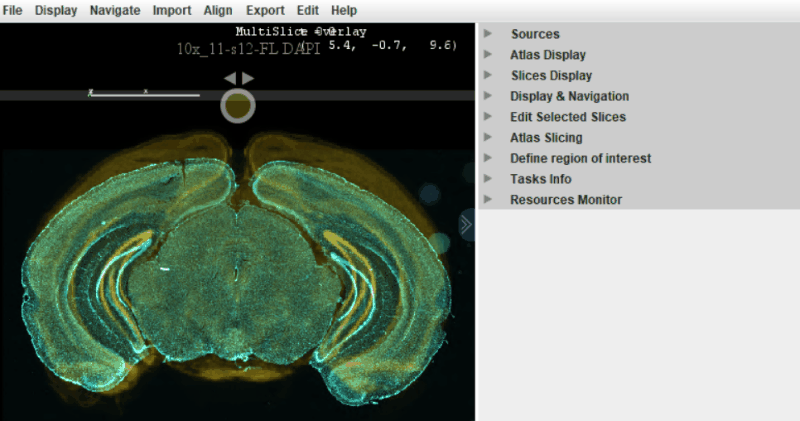 File Display Navigate Import Align Export Edit Help
MultiSlice Overlay
10x_11-s12-FL DAPI
( 5.4, -0.7, 9.6)
x
Sources
Atlas Display
Slices Display
Display & Navigation
Edit Selected Slices
Atlas Slicing
Define region of interest
Tasks Info
Resources Monitor